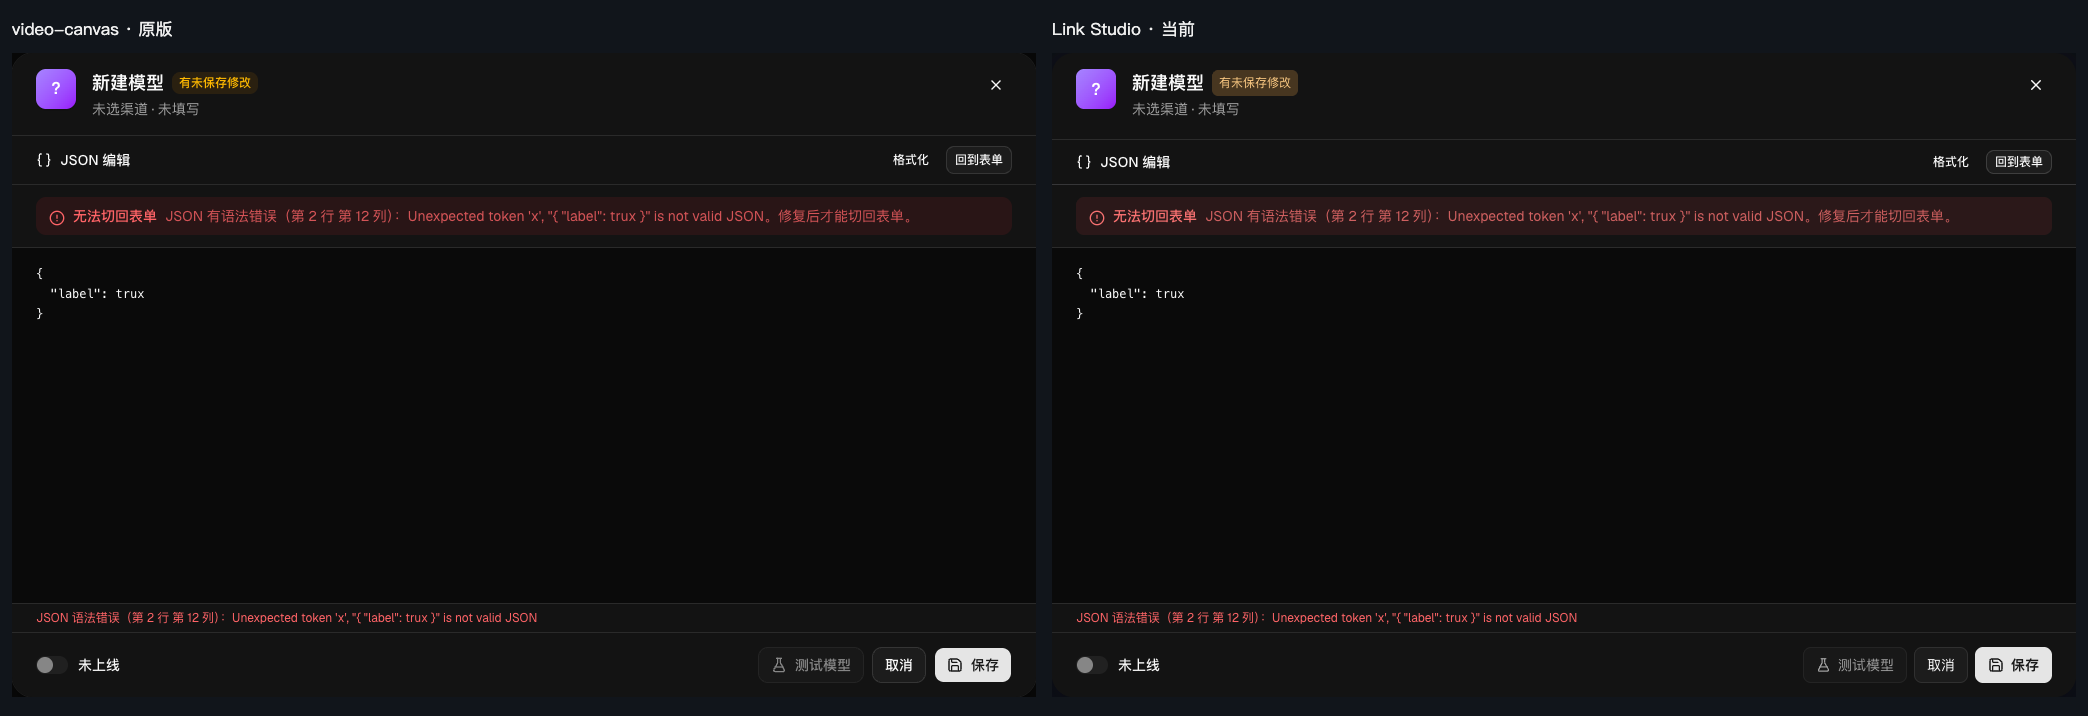 video-canvas · 原版
? 新建模型 有未保存修改
未选渠道 · 未填写
{} JSON 编辑 格式化 回到表单
无法切回表单 JSON 有语法错误（第 2 行 第 12 列）：Unexpected token 'x', "{ "label": trux }" is not valid JSON。修复后才能切回表单。
{
"label": trux
}
JSON 语法错误（第 2 行 第 12 列）：Unexpected token 'x', "{ "label": trux }" is not valid JSON
未上线 测试模型 取消 保存
Link Studio · 当前
? 新建模型 有未保存修改
未选渠道 · 未填写
{} JSON 编辑 格式化 回到表单
无法切回表单 JSON 有语法错误（第 2 行 第 12 列）：Unexpected token 'x', "{ "label": trux }" is not valid JSON。修复后才能切回表单。
{
"label": trux
}
JSON 语法错误（第 2 行 第 12 列）：Unexpected token 'x', "{ "label": trux }" is not valid JSON
未上线 测试模型 取消 保存